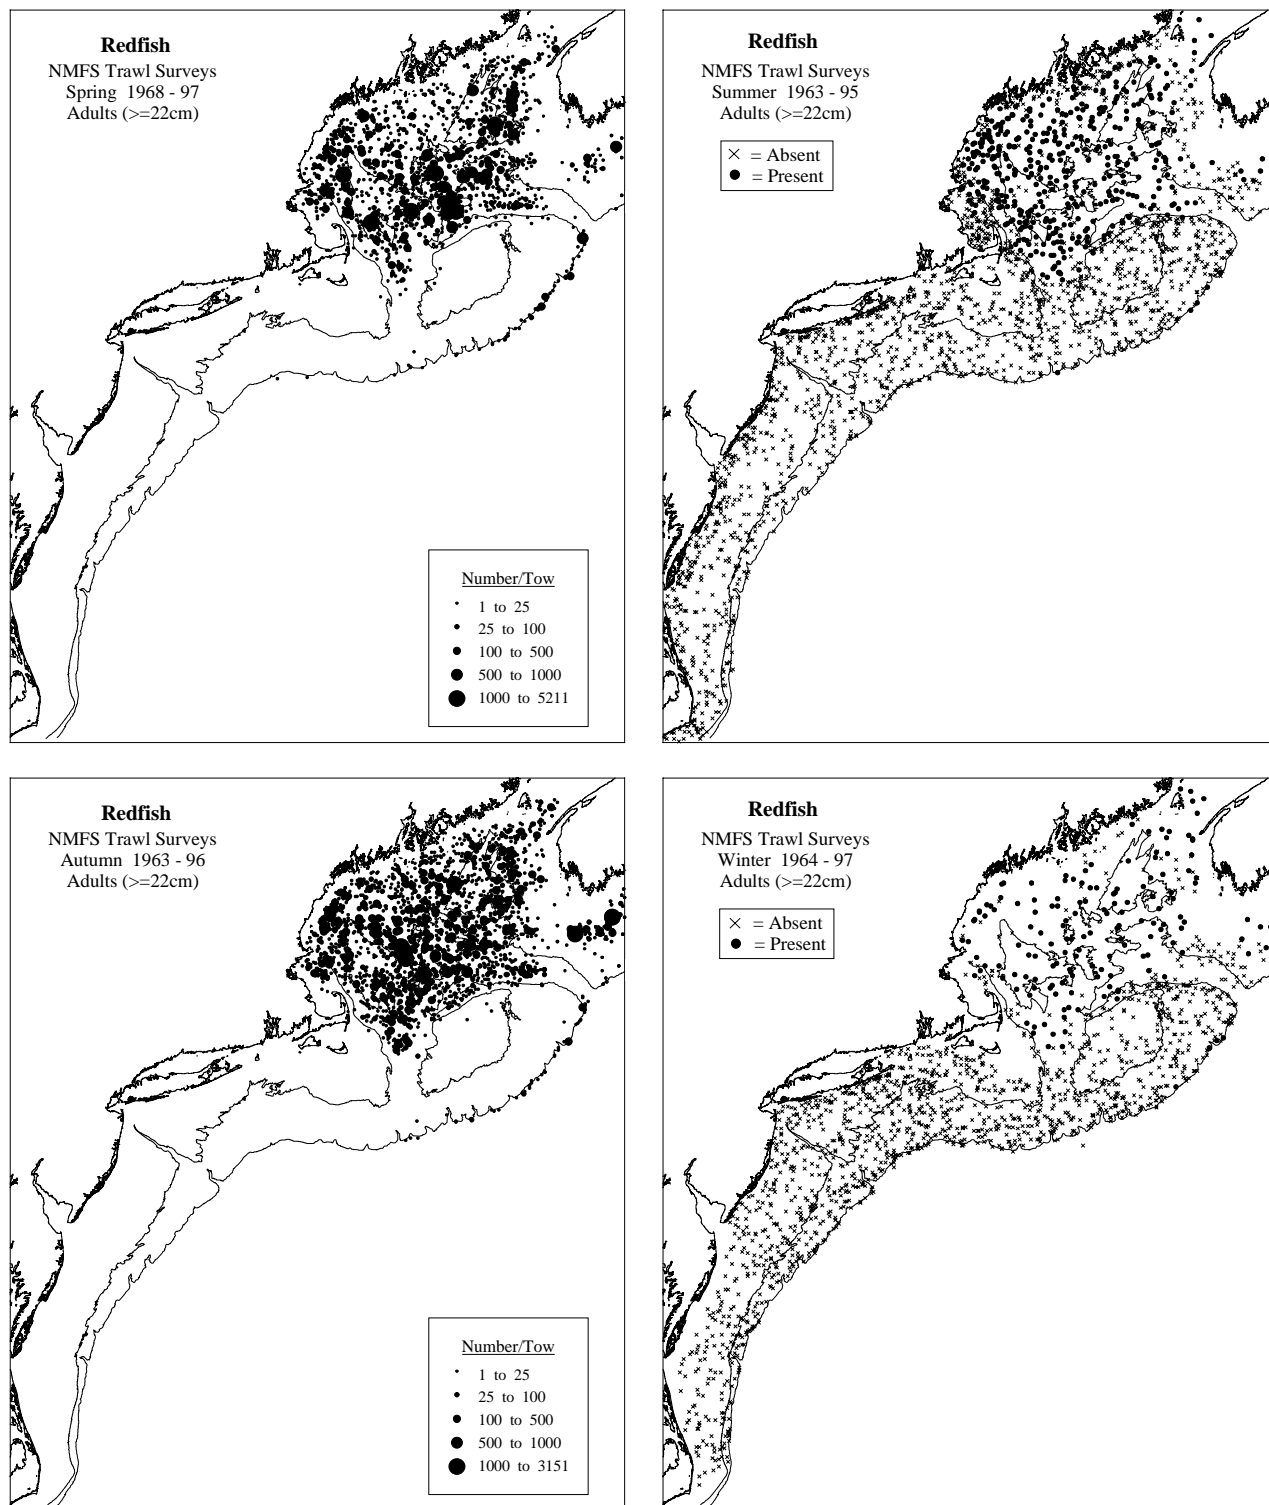 Redfish
NMFS Trawl Surveys
Spring 1968 - 97
Adults (>=22cm)
Number/Tow
1 to 25
25 to 100
100 to 500
500 to 1000
1000 to 5211
Redfish
NMFS Trawl Surveys
Summer 1963 - 95
Adults (>=22cm)
× = Absent
● = Present
Redfish
NMFS Trawl Surveys
Autumn 1963 - 96
Adults (>=22cm)
Number/Tow
1 to 25
25 to 100
100 to 500
500 to 1000
1000 to 3151
Redfish
NMFS Trawl Surveys
Winter 1964 - 97
Adults (>=22cm)
× = Absent
● = Present